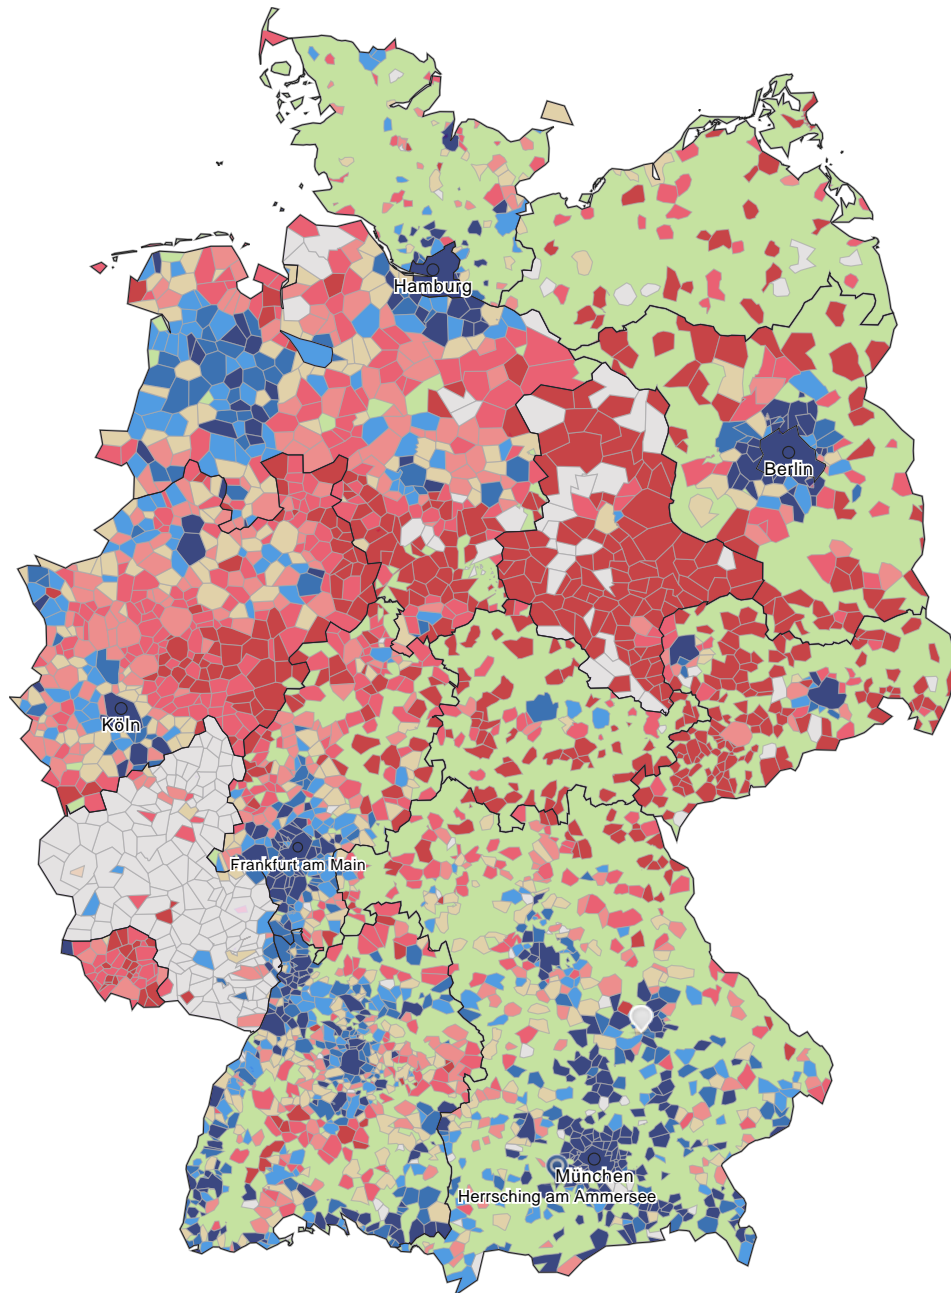 Hamburg
Berlin
Köln
Frankfurt am Main
München
Herrsching am Ammersee